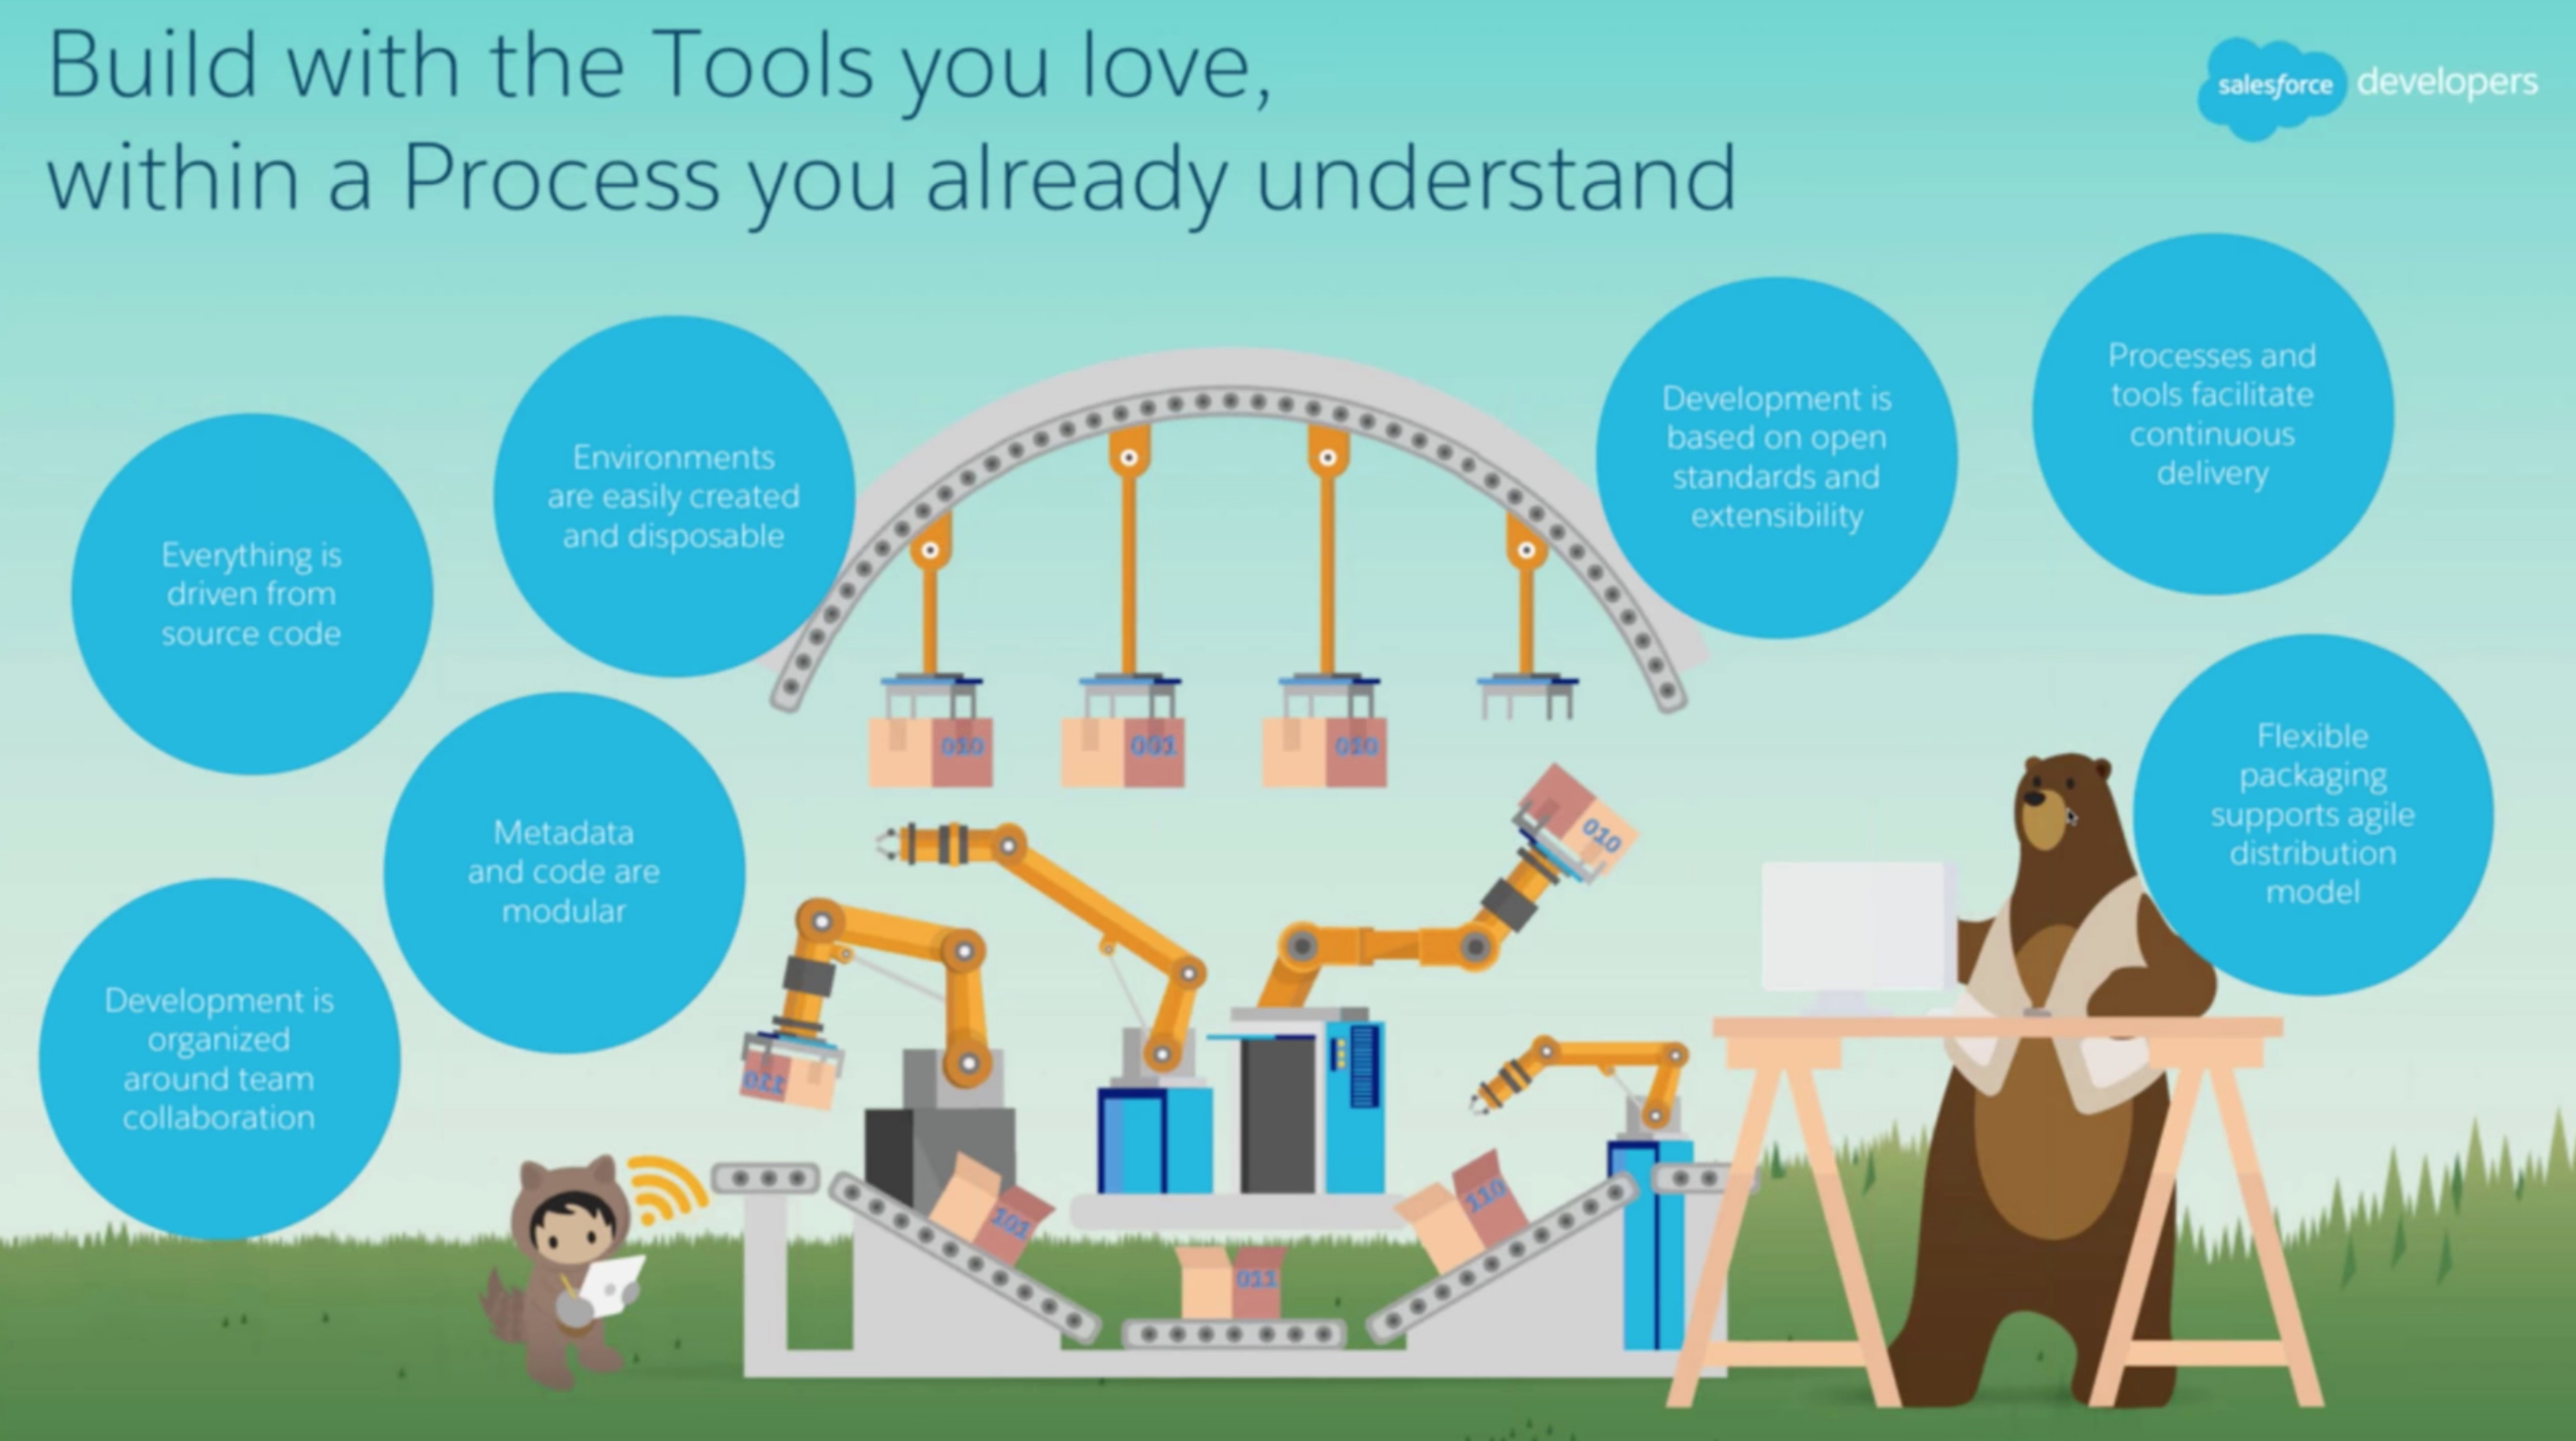 Build with the Tools you love,
within a Process you already understand
salesforce developers
Everything is
driven from
source code
Environments
are easily created
and disposable
Metadata
and code are
modular
Development is
organized
around team
collaboration
Development is
based on open
standards and
extensibility
Processes and
tools facilitate
continuous
delivery
Flexible
packaging
supports agile
distribution
model
010
001
010
010
011
101
011
110